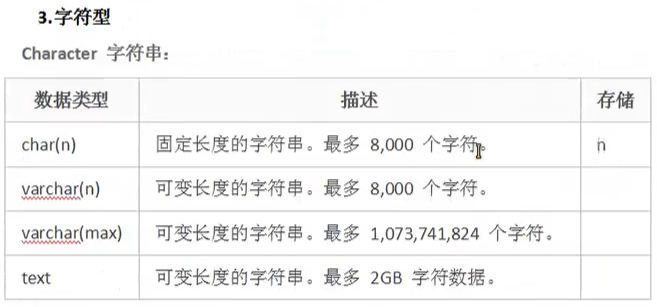 3.字符型
Character 字符串：
数据类型 描述 存储
char(n) 固定长度的字符串。最多 8,000 个字符。 n
varchar(n) 可变长度的字符串。最多 8,000 个字符。
varchar(max) 可变长度的字符串。最多 1,073,741,824 个字符。
text 可变长度的字符串。最多 2GB 字符数据。